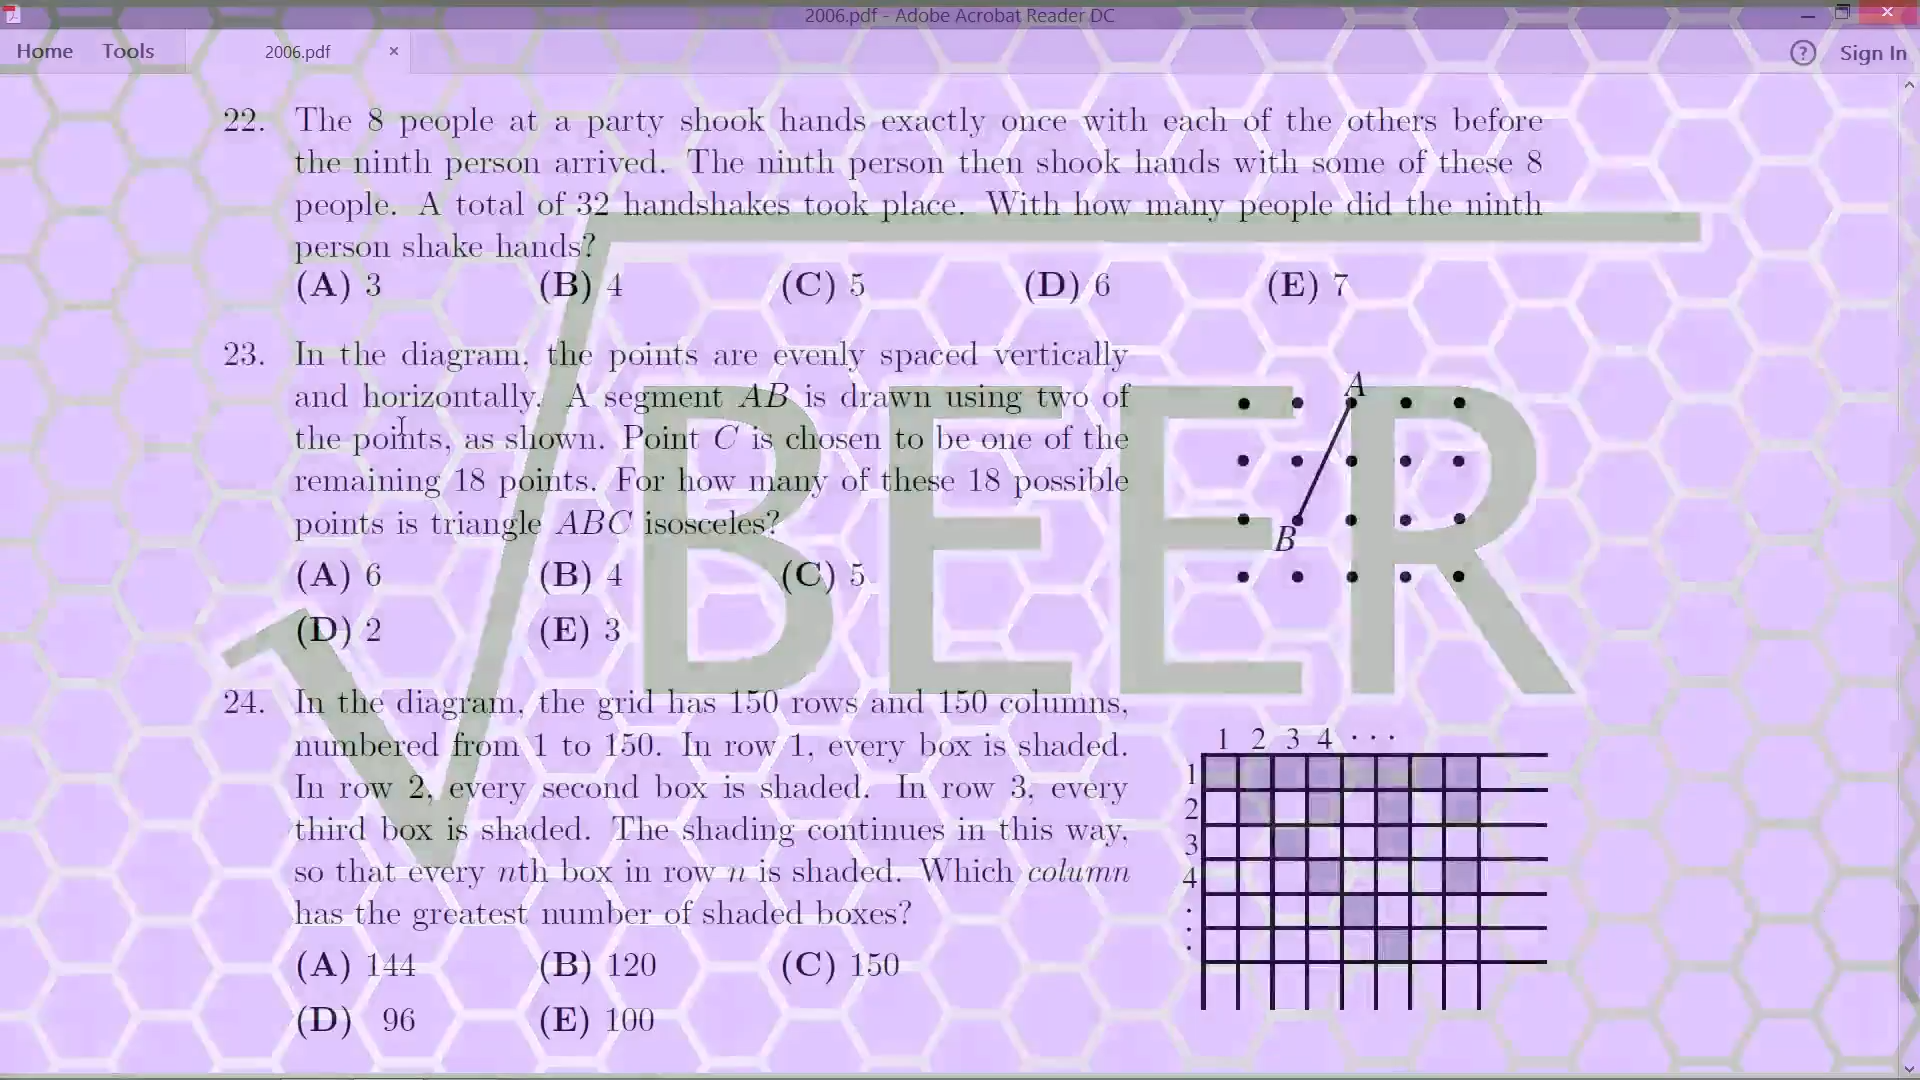 2006.pdf - Adobe Acrobat Reader DC
Home Tools 2006.pdf × ? Sign In
22. The 8 people at a party shook hands exactly once with each of the others before
the ninth person arrived. The ninth person then shook hands with some of these 8
people. A total of 32 handshakes took place. With how many people did the ninth
person shake hands?
(A) 3 (B) 4 (C) 5 (D) 6 (E) 7
23. In the diagram, the points are evenly spaced vertically
and horizontally. A segment AB is drawn using two of
the points, as shown. Point C is chosen to be one of the
remaining 18 points. For how many of these 18 possible
points is triangle ABC isosceles?
(A) 6 (B) 4 (C) 5
(D) 2 (E) 3
A
B
24. In the diagram, the grid has 150 rows and 150 columns,
numbered from 1 to 150. In row 1, every box is shaded.
In row 2, every second box is shaded. In row 3, every
third box is shaded. The shading continues in this way,
so that every nth box in row n is shaded. Which column
has the greatest number of shaded boxes?
(A) 144 (B) 120 (C) 150
(D) 96 (E) 100
1 2 3 4 · · ·
1
2
3
4
:
:
√BEER